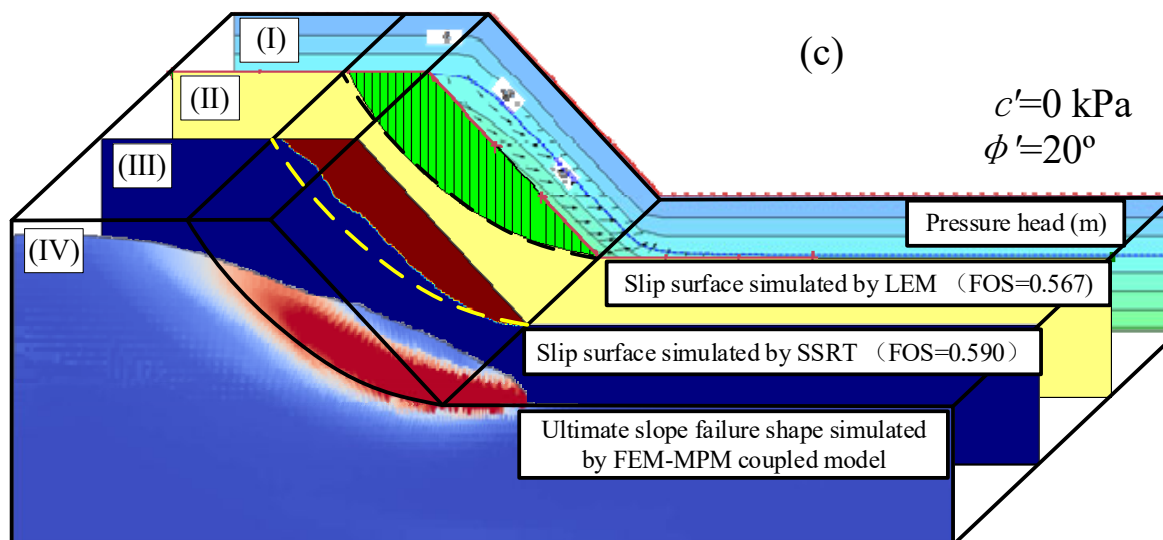 (I)
(c)
(II)
c′=0 kPa
ϕ′=20º
(III)
Pressure head (m)
(IV)
Slip surface simulated by LEM （FOS=0.567)
Slip surface simulated by SSRT （FOS=0.590）
Ultimate slope failure shape simulated
by FEM-MPM coupled model